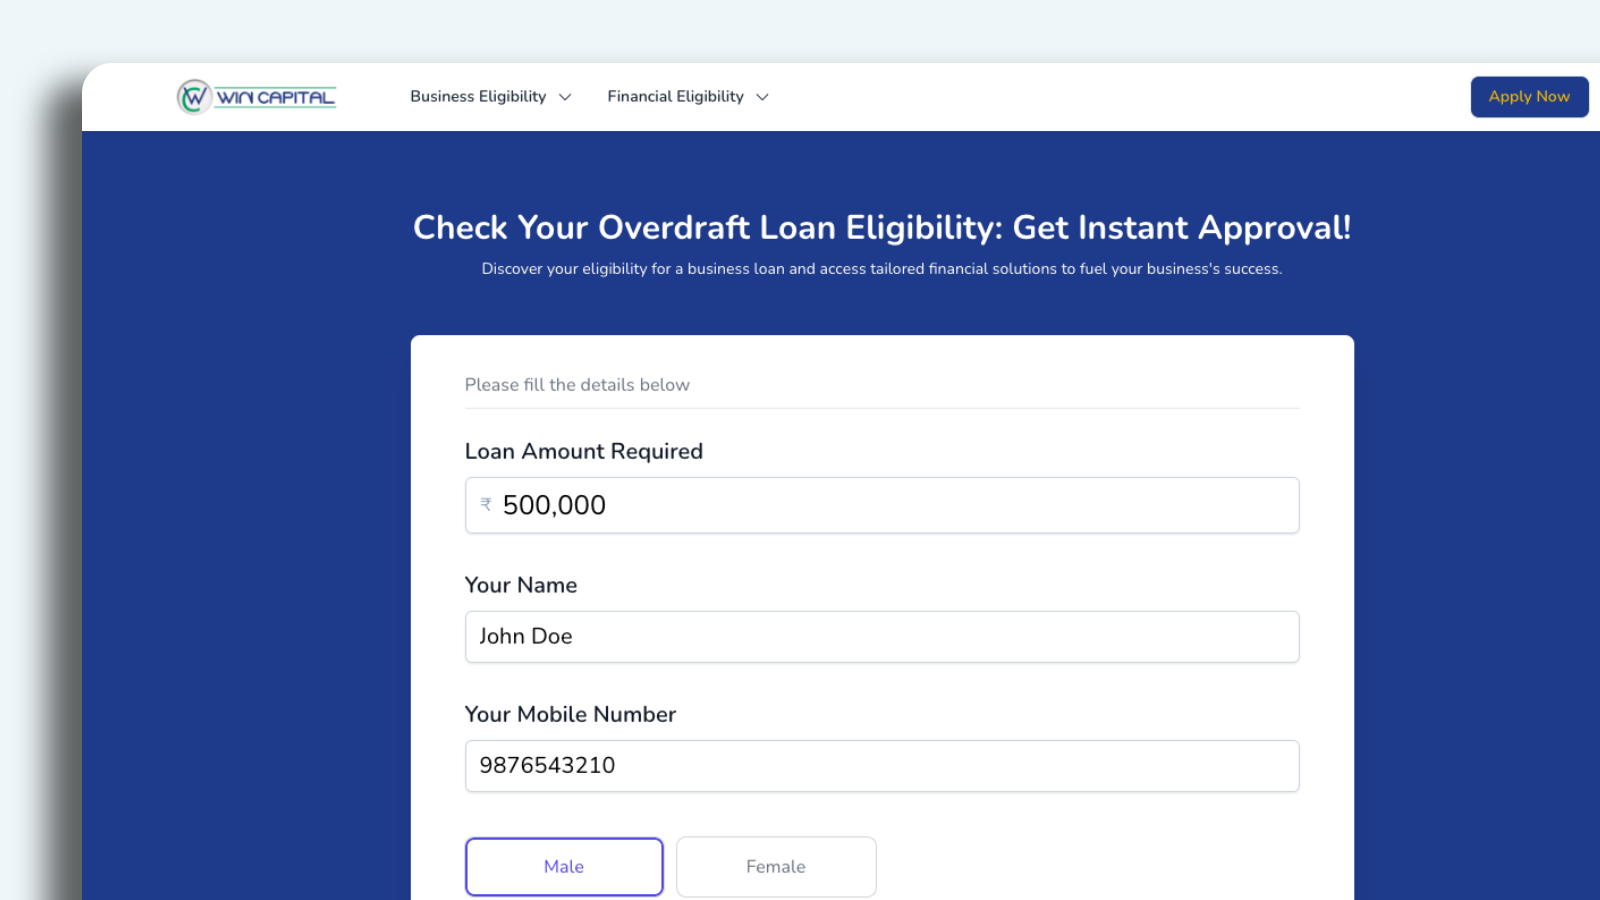 WIN CAPITAL
Business Eligibility
Financial Eligibility
Apply Now
Check Your Overdraft Loan Eligibility: Get Instant Approval!
Discover your eligibility for a business loan and access tailored financial solutions to fuel your business's success.
Please fill the details below
Loan Amount Required
₹ 500,000
Your Name
John Doe
Your Mobile Number
9876543210
Male
Female